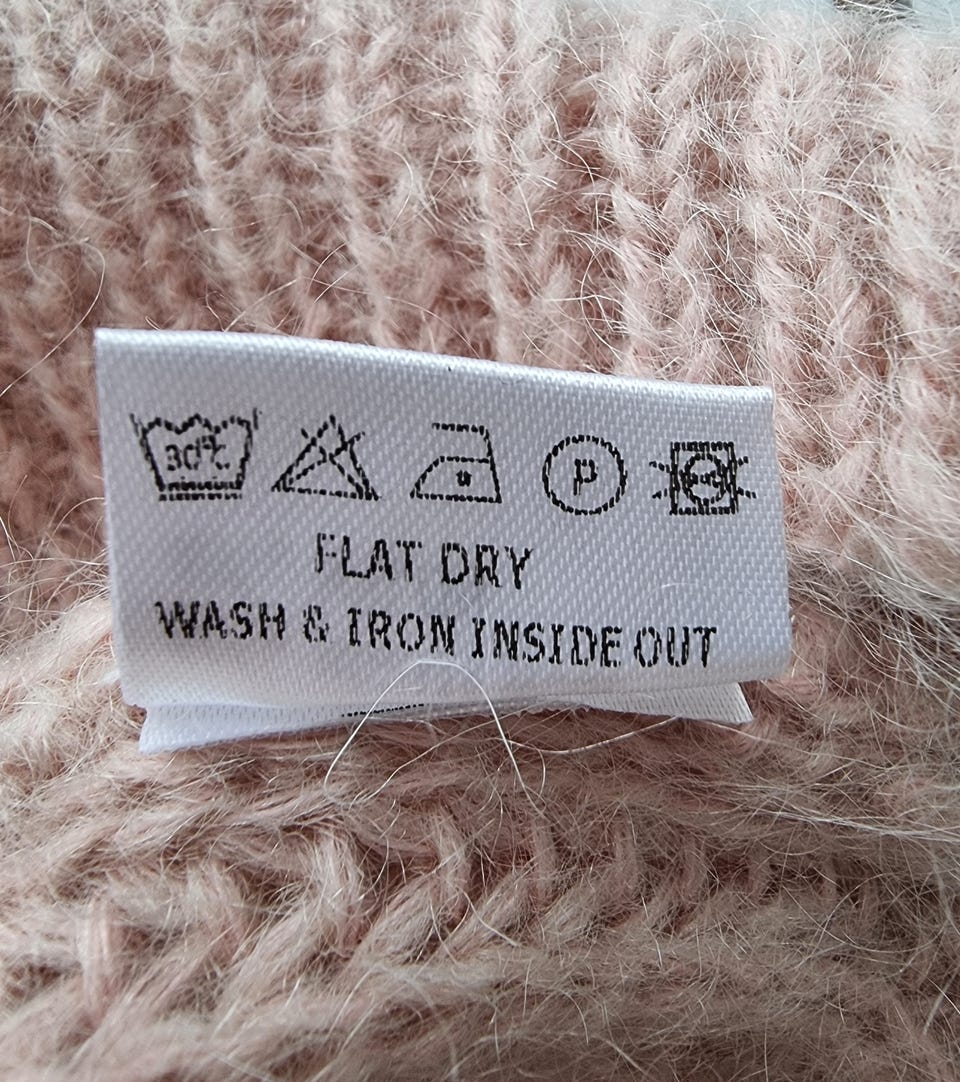 30°C P
FLAT DRY
WASH & IRON INSIDE OUT